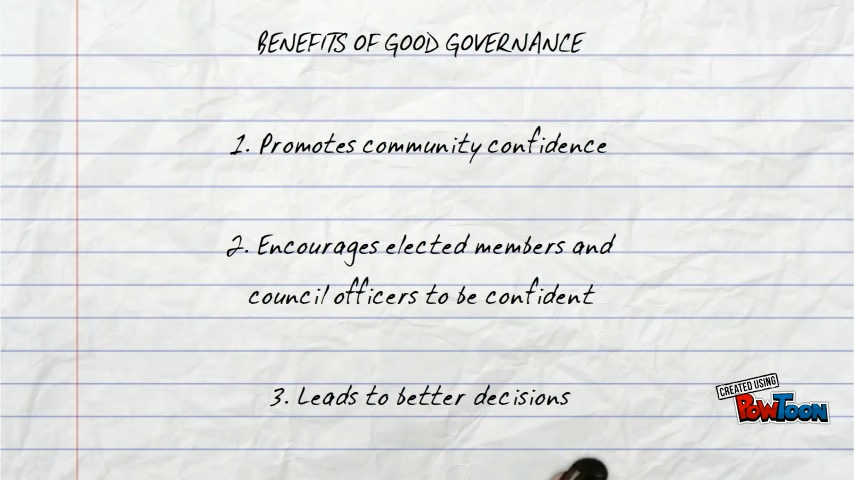 BENEFITS OF GOOD GOVERNANCE
1. Promotes community confidence
2. Encourages elected members and
council officers to be confident
3. Leads to better decisions
CREATED USING
POWTOON